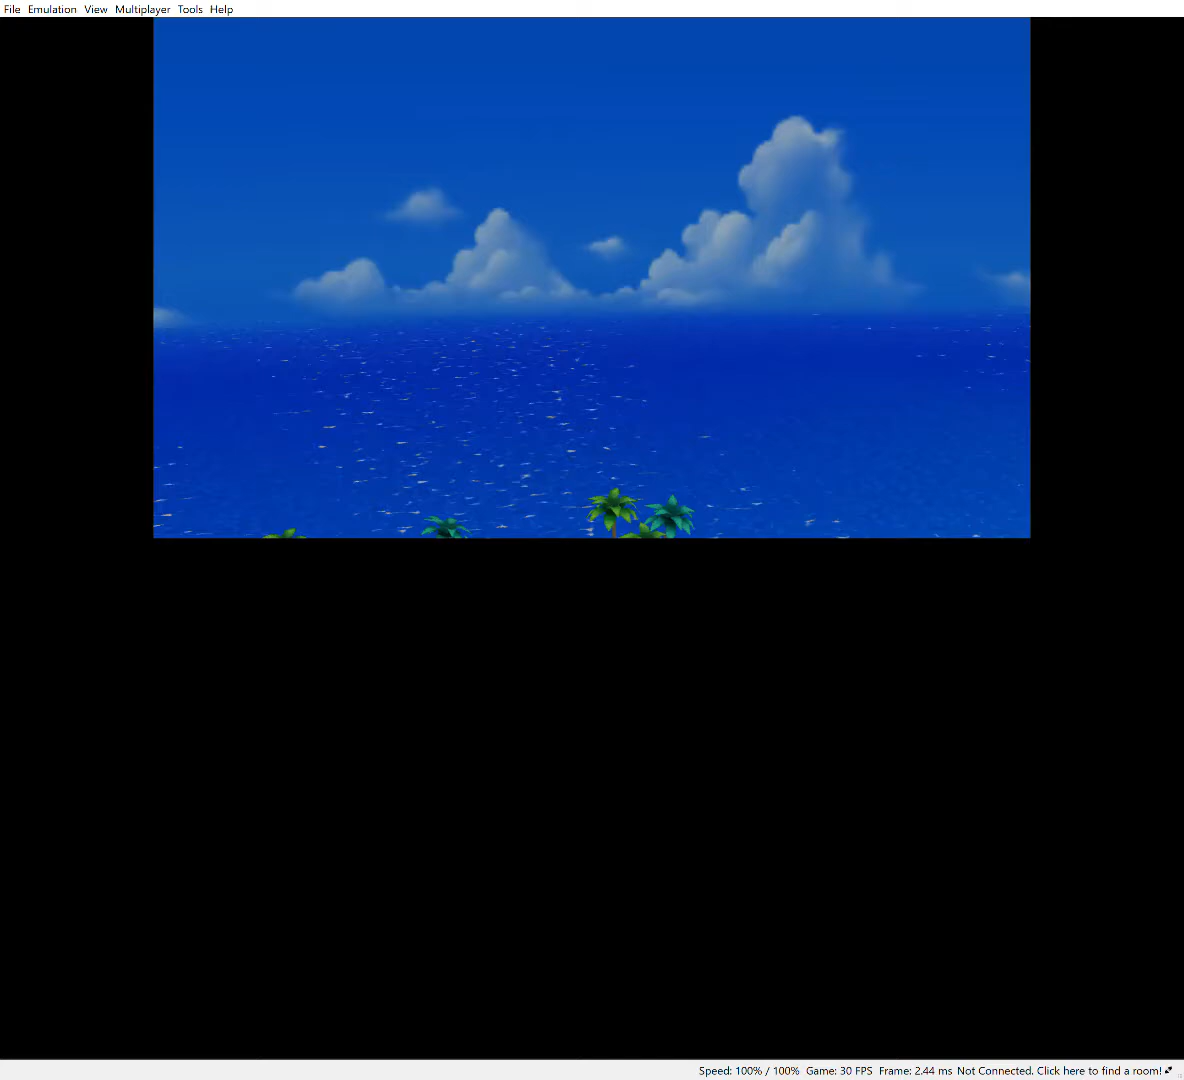 File Emulation View Multiplayer Tools Help
Speed: 100% / 100% Game: 30 FPS Frame: 2.44 ms Not Connected. Click here to find a room!